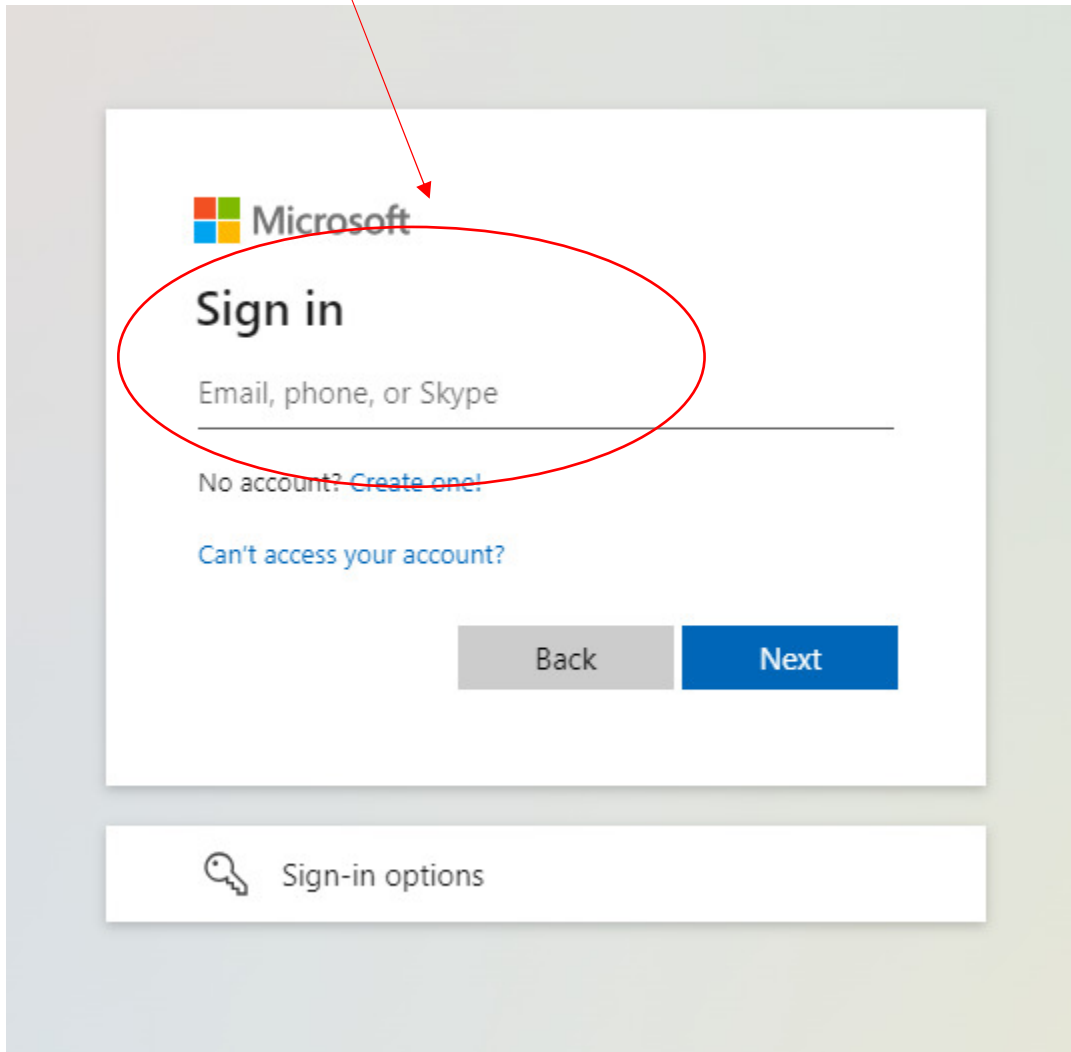 Microsoft
Sign in
Email, phone, or Skype
No account? Create one!
Can't access your account?
Back Next
Sign-in options